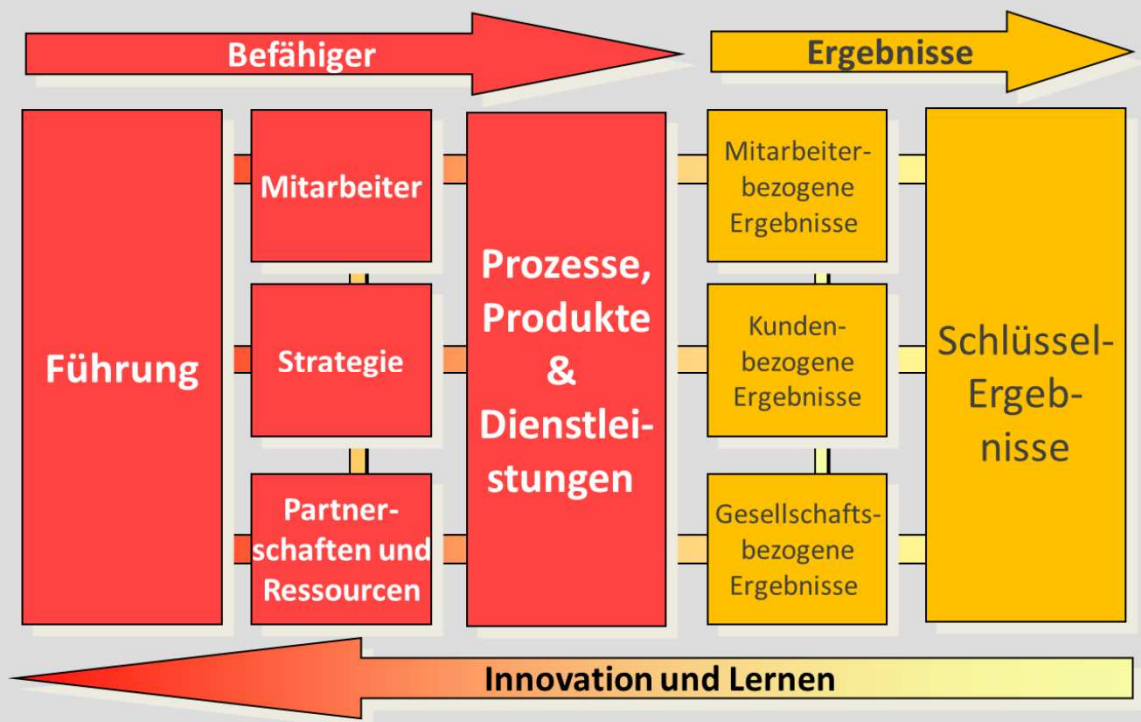 Befähiger
Ergebnisse
Führung
Mitarbeiter
Strategie
Partner-
schaften und
Ressourcen
Prozesse,
Produkte
&
Dienstlei-
stungen
Mitarbeiter-
bezogene
Ergebnisse
Kunden-
bezogene
Ergebnisse
Gesellschafts-
bezogene
Ergebnisse
Schlüssel-
Ergeb-
nisse
Innovation und Lernen